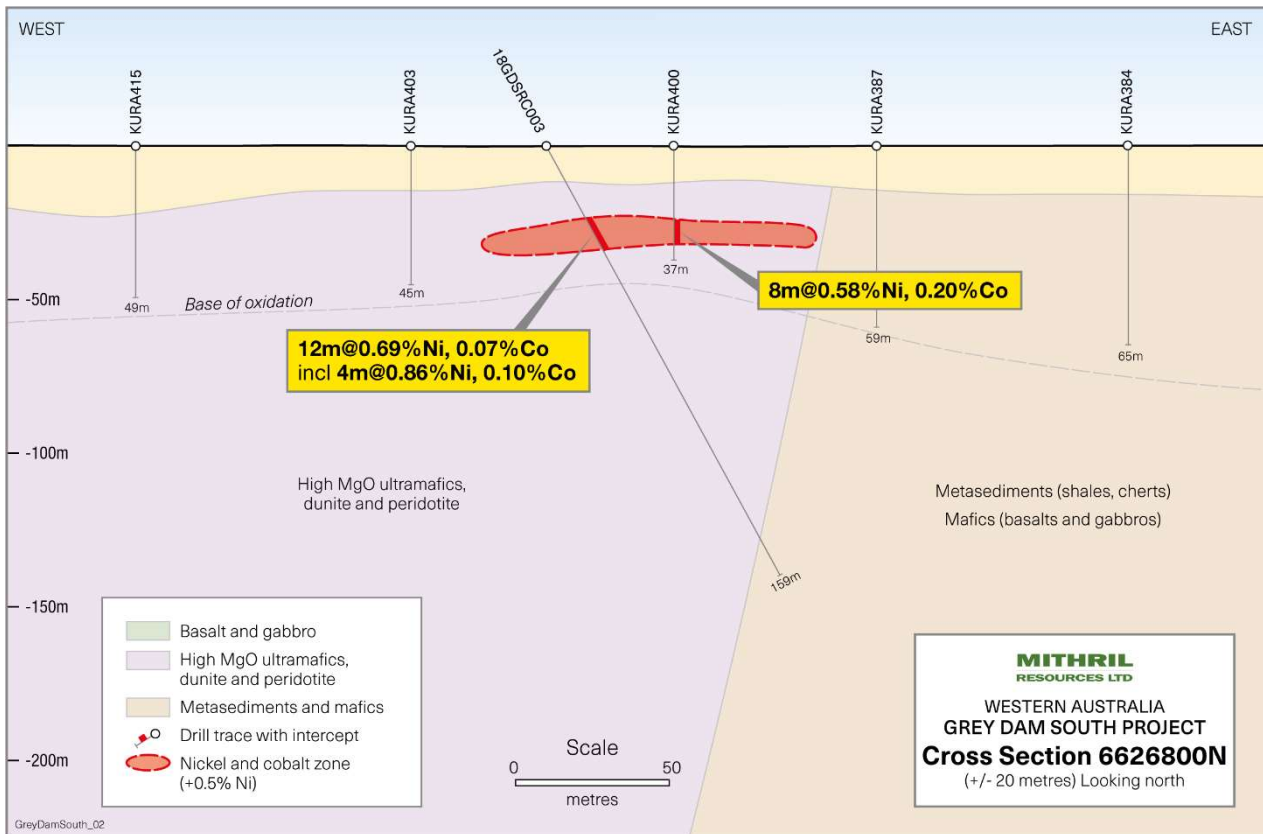 WEST
EAST
KURA415
KURA403
18GDSRC003
KURA400
KURA387
KURA384
37m
8m@0.58%Ni, 0.20%Co
45m
49m
-50m
Base of oxidation
59m
65m
12m@0.69%Ni, 0.07%Co
incl 4m@0.86%Ni, 0.10%Co
-100m
High MgO ultramafics,
dunite and peridotite
Metasediments (shales, cherts)
Mafics (basalts and gabbros)
159m
-150m
-200m
Basalt and gabbro
High MgO ultramafics,
dunite and peridotite
Metasediments and mafics
Drill trace with intercept
Nickel and cobalt zone
(+0.5% Ni)
Scale
0 50
metres
MITHRIL
RESOURCES LTD
WESTERN AUSTRALIA
GREY DAM SOUTH PROJECT
Cross Section 6626800N
(+/- 20 metres) Looking north
GreyDamSouth_02